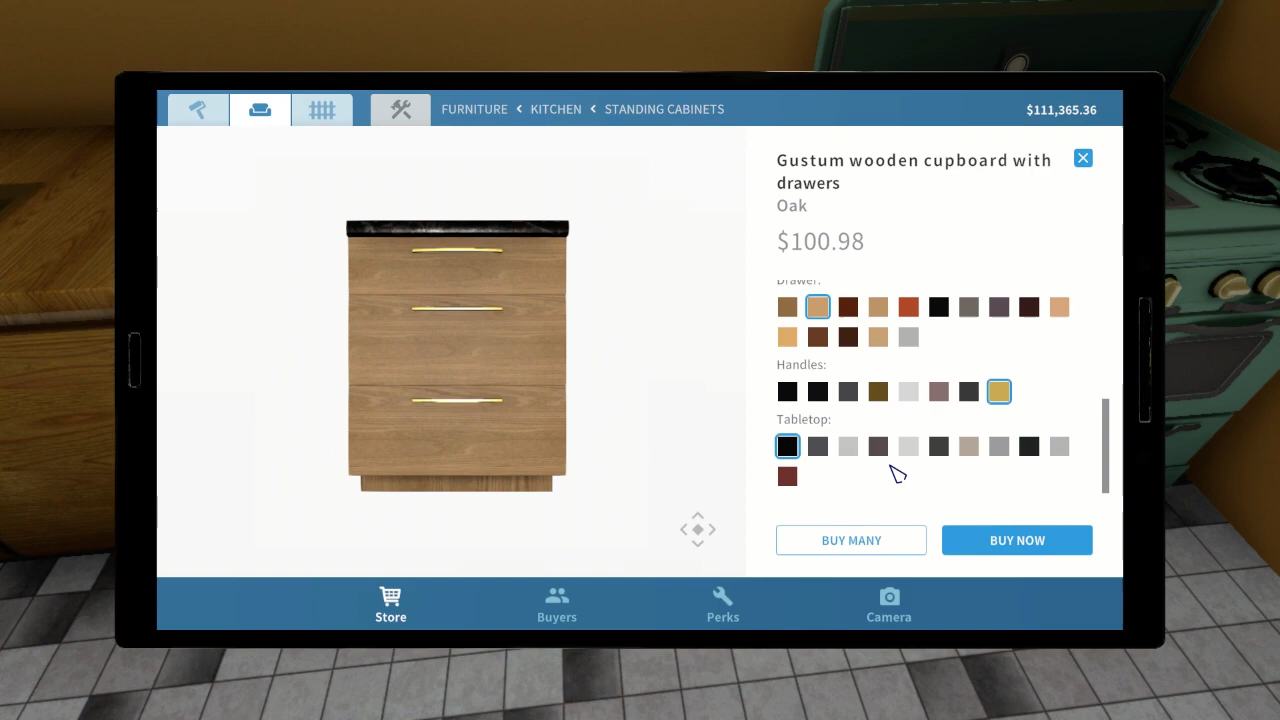 FURNITURE < KITCHEN < STANDING CABINETS
$111,365.36
Gustum wooden cupboard with
drawers
Oak
$100.98
Drawer:
Handles:
Tabletop:
BUY MANY
BUY NOW
Store
Buyers
Perks
Camera